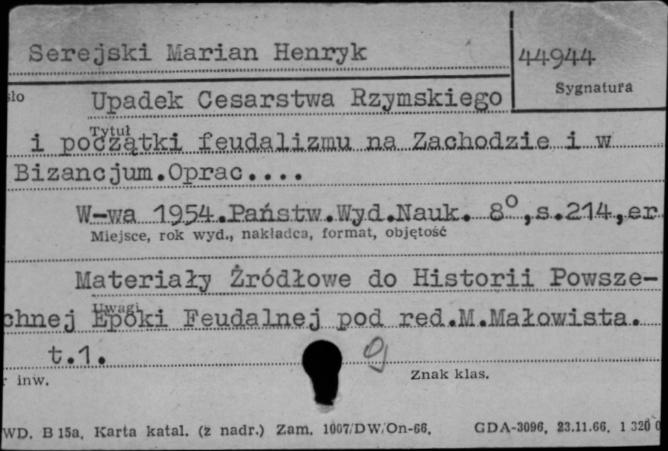 Serejski Marian Henryk
44944
Sygnatura
sło
Upadek Cesarstwa Rzymskiego
Tytuł
i początki feudalizmu na Zachodzie i w
Bizancjum.Oprac....
W-wa 1954.Państw.Wyd.Nauk. 8°,s.214,er
Miejsce, rok wyd., nakładca, format, objętość
Materiały Źródłowe do Historii Powsze-
Uwagi
chnej Epoki Feudalnej pod red.M.Małowista.
t.1.
r inw.
Znak klas.
WD. B 15a, Karta katal. (z nadr.) Zam. 1007/DW/On-66. GDA-3096, 23.11.66. 1 320 0